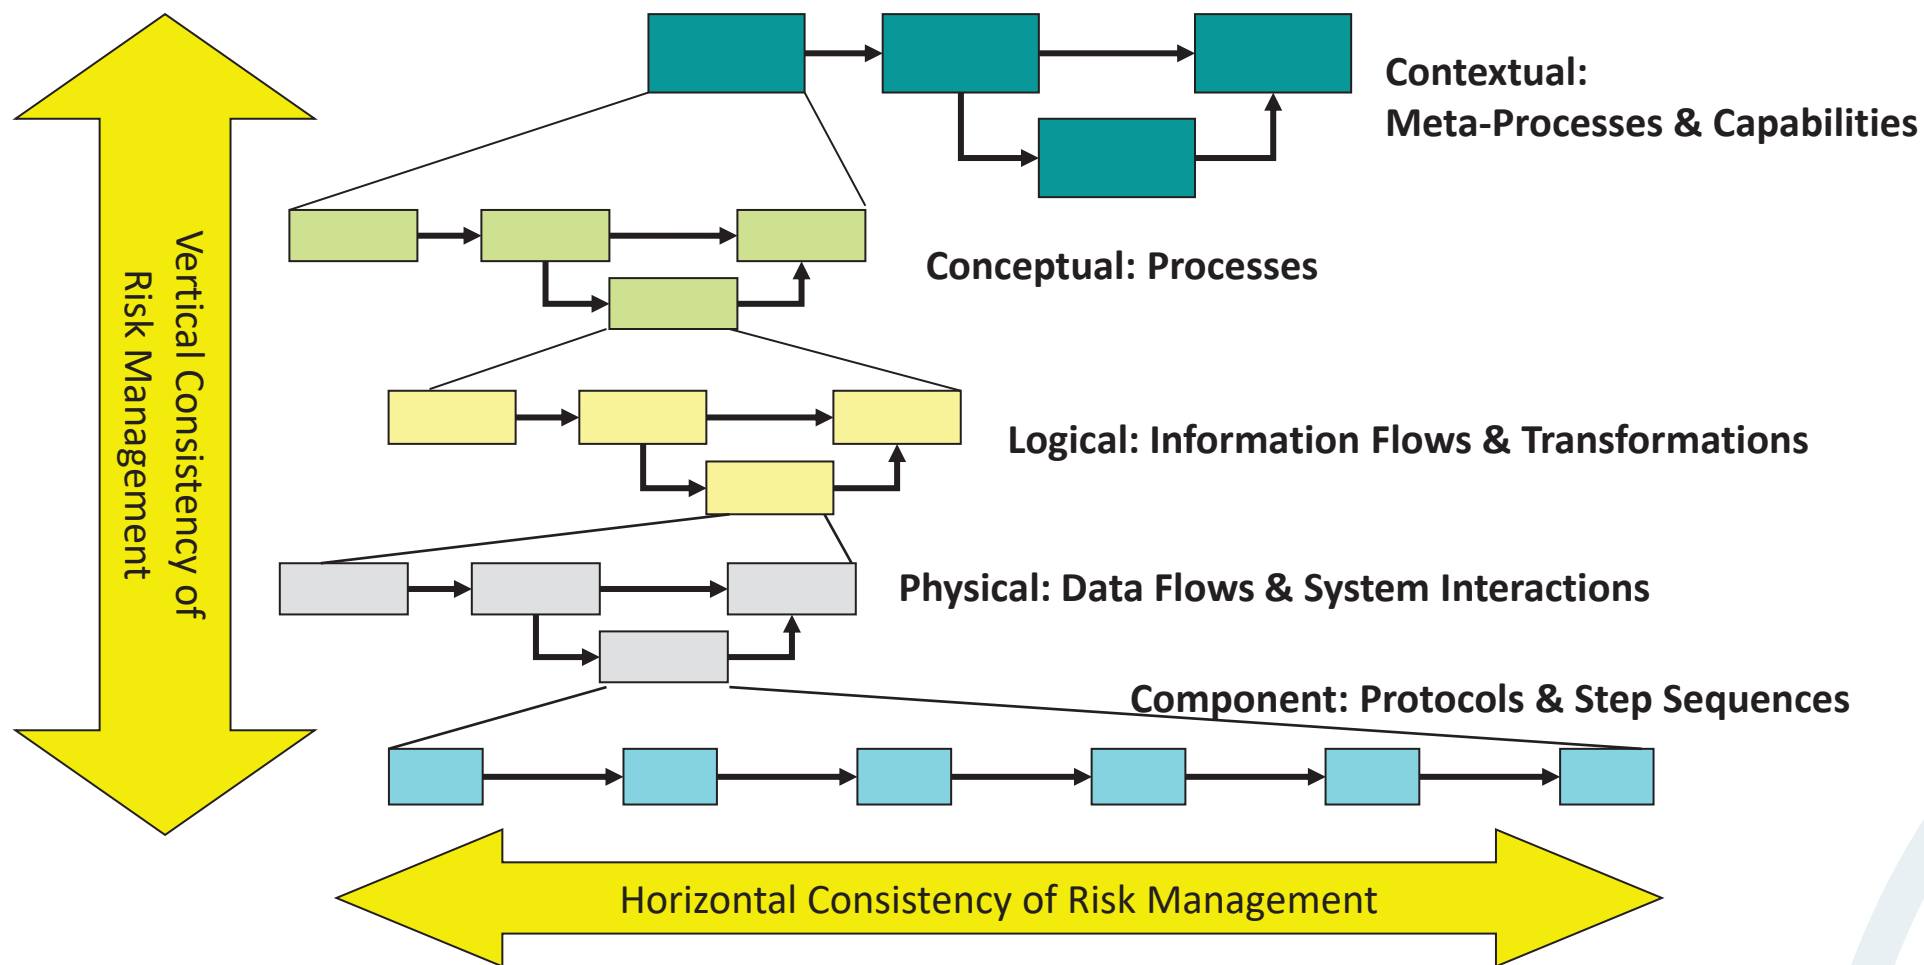 Contextual:
Meta-Processes & Capabilities
Conceptual: Processes
Logical: Information Flows & Transformations
Physical: Data Flows & System Interactions
Component: Protocols & Step Sequences
Vertical Consistency of
Risk Management
Horizontal Consistency of Risk Management